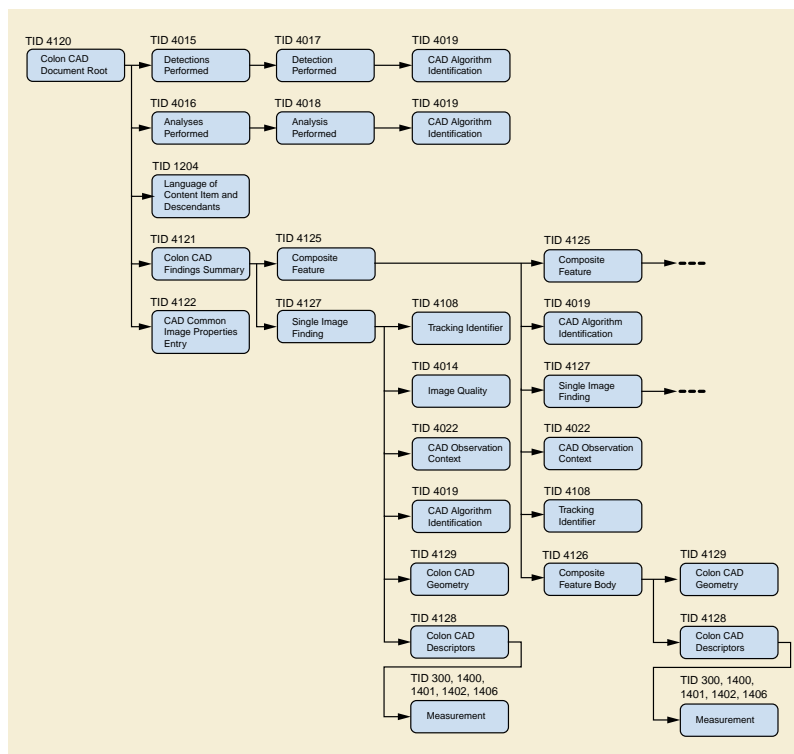 TID 4120
Colon CAD
Document Root
TID 4015
Detections
Performed
TID 4017
Detection
Performed
TID 4019
CAD Algorithm
Identification
TID 4016
Analyses
Performed
TID 4018
Analysis
Performed
TID 4019
CAD Algorithm
Identification
TID 1204
Language of
Content Item and
Descendants
TID 4121
Colon CAD
Findings Summary
TID 4125
Composite
Feature
TID 4125
Composite
Feature
TID 4122
CAD Common
Image Properties
Entry
TID 4127
Single Image
Finding
TID 4108
Tracking Identifier
TID 4019
CAD Algorithm
Identification
TID 4014
Image Quality
TID 4127
Single Image
Finding
TID 4022
CAD Observation
Context
TID 4022
CAD Observation
Context
TID 4019
CAD Algorithm
Identification
TID 4108
Tracking
Identifier
TID 4129
Colon CAD
Geometry
TID 4126
Composite
Feature Body
TID 4129
Colon CAD
Geometry
TID 4128
Colon CAD
Descriptors
TID 4128
Colon CAD
Descriptors
TID 300, 1400,
1401, 1402, 1406
Measurement
TID 300, 1400,
1401, 1402, 1406
Measurement